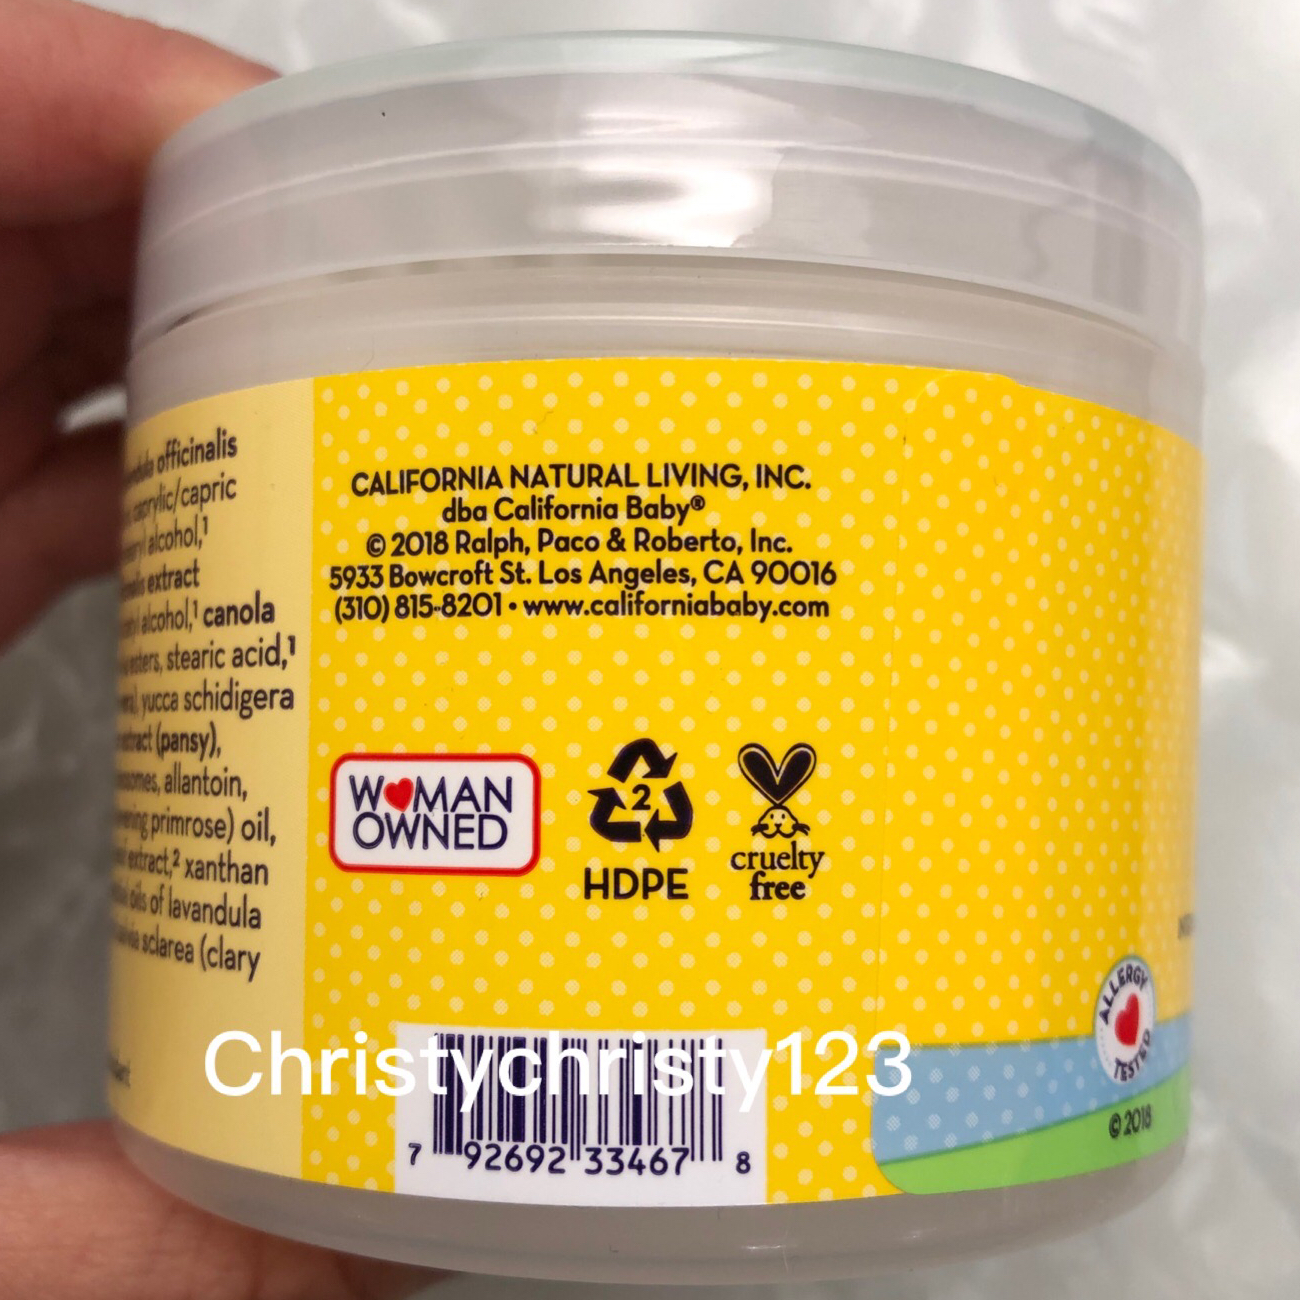 officinalis
caprylic/capric
alcohol,¹
extract
alcohol,¹ canola
esters, stearic acid,¹
yucca schidigera
extract (pansy),
allantoin,
primrose) oil,
extract,² xanthan
oils of lavandula
sclarea (clary
CALIFORNIA NATURAL LIVING, INC.
dba California Baby®
© 2018 Ralph, Paco & Roberto, Inc.
5933 Bowcroft St. Los Angeles, CA 90016
(310) 815-8201 • www.californiababy.com
WOMAN
OWNED
2
HDPE
cruelty
free
ALLERGY
TESTED
© 2018
Christychristy123
7 92692 33467 8